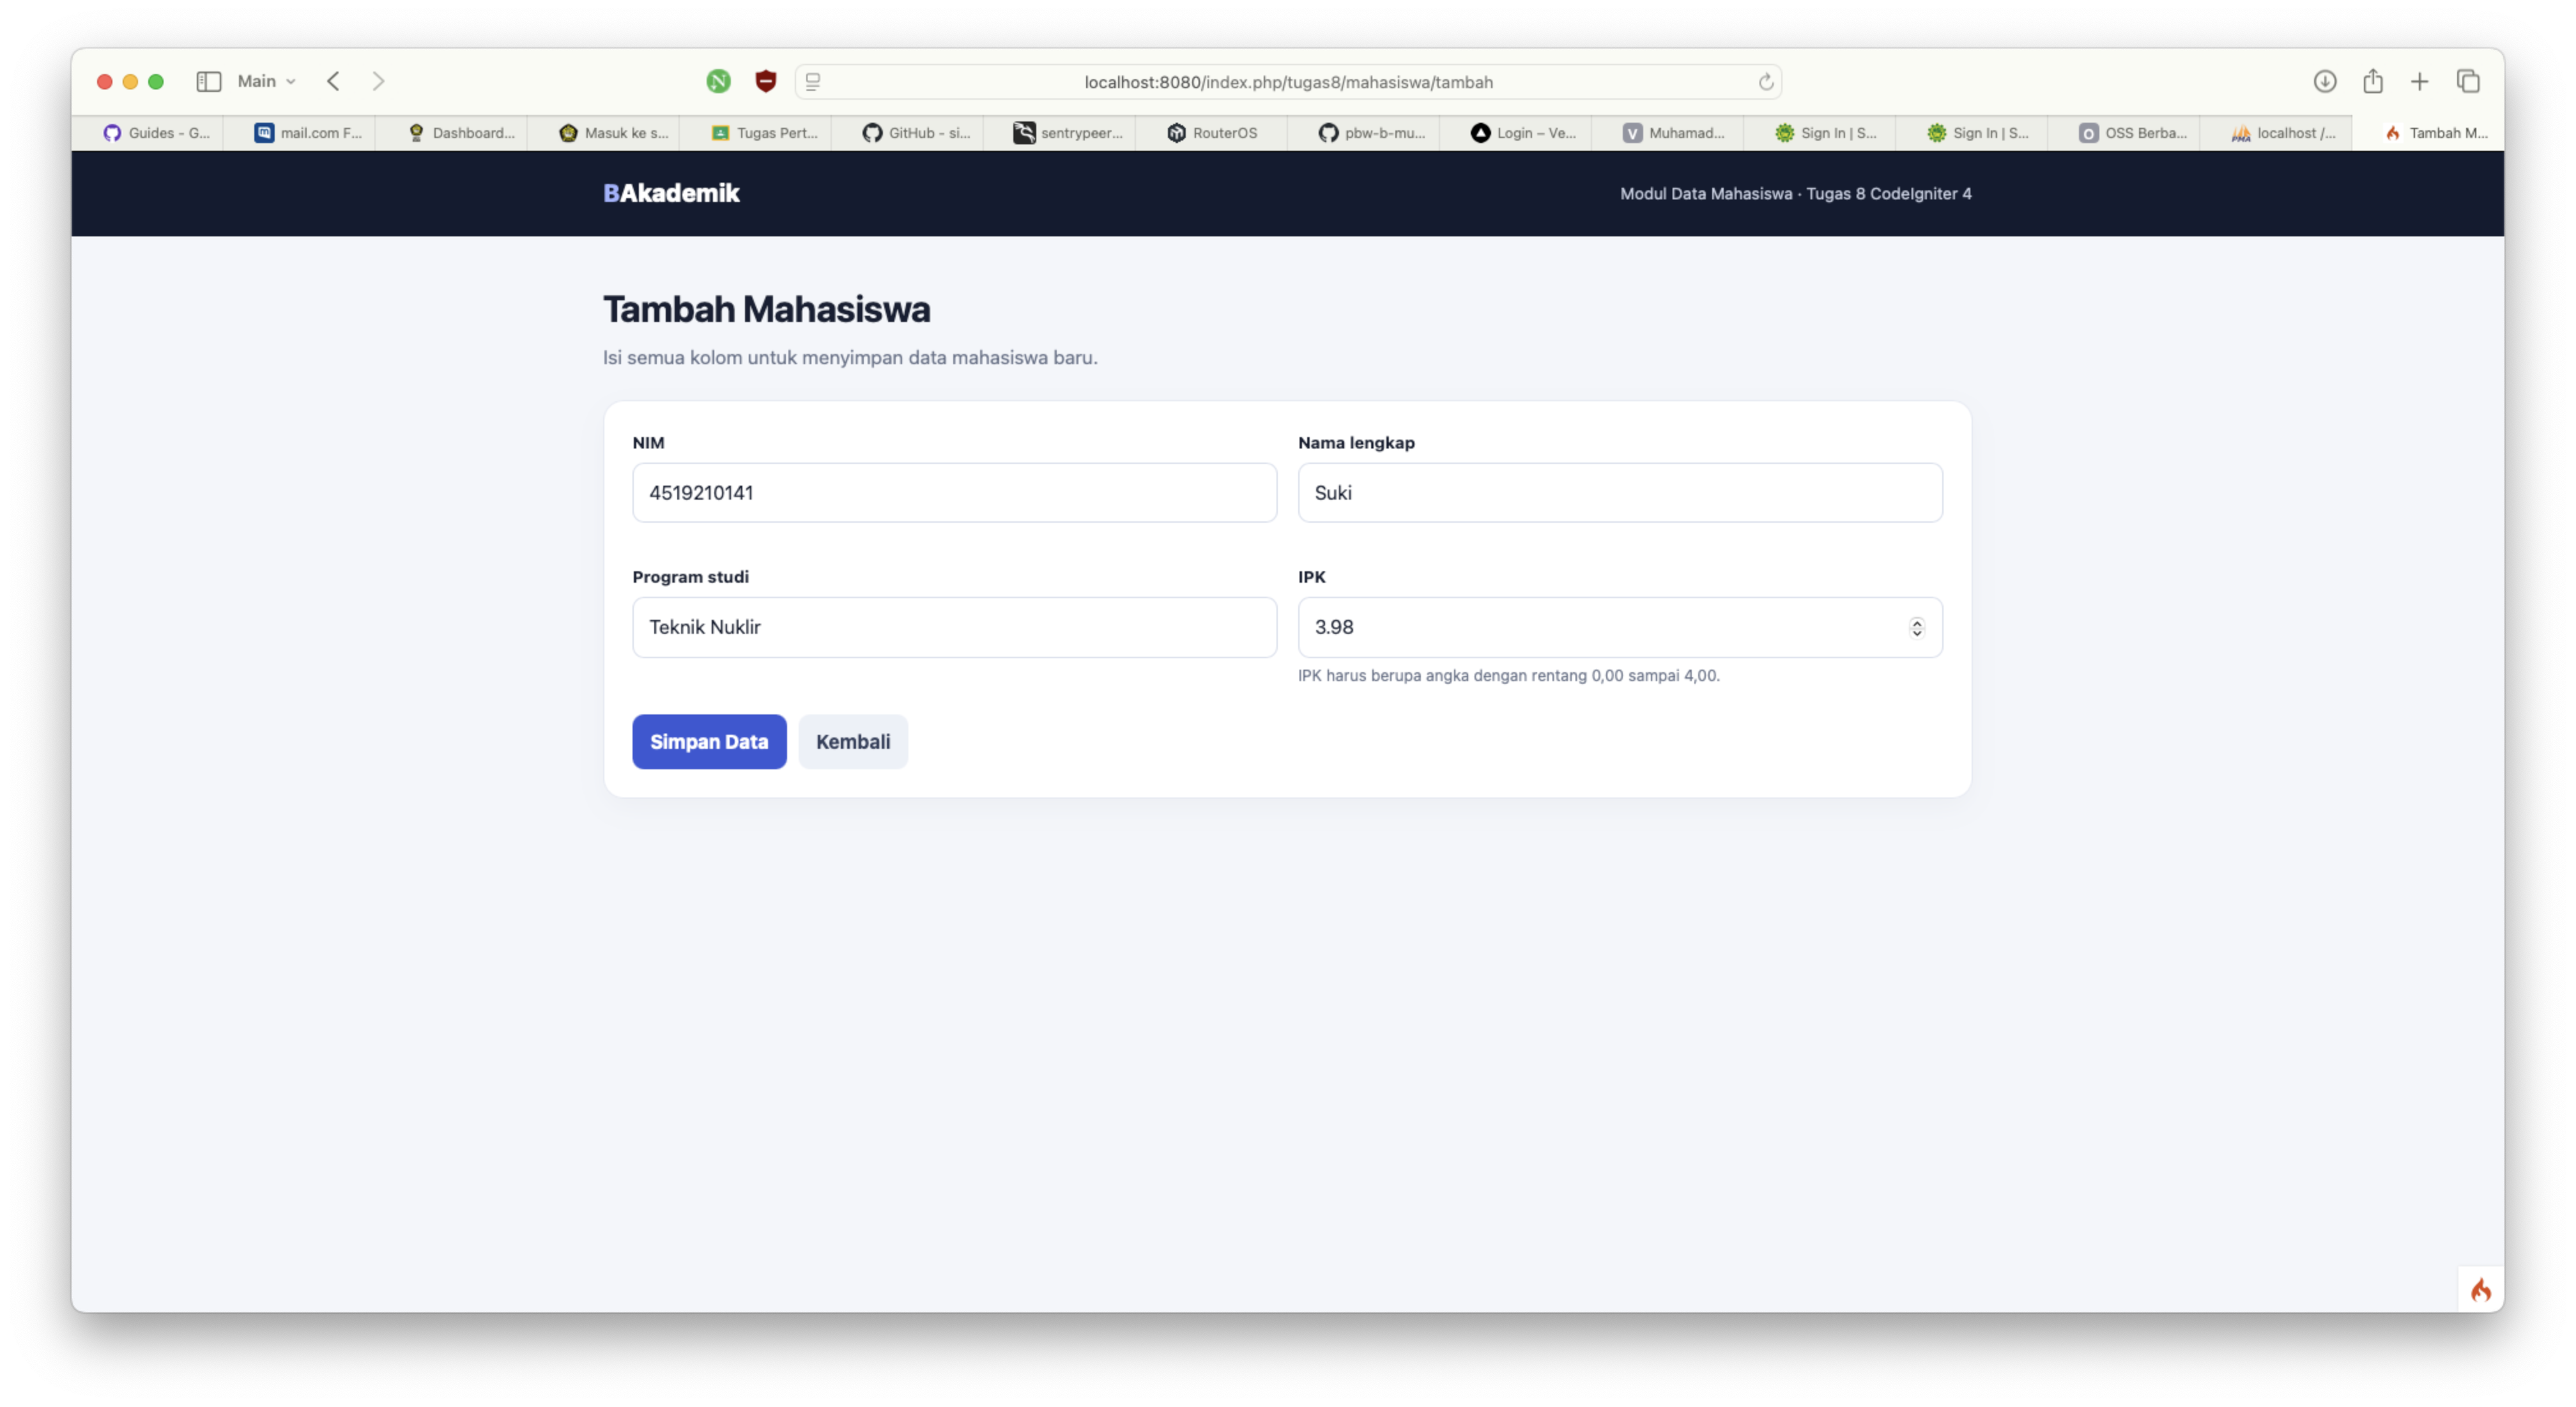 Main
localhost:8080/index.php/tugas8/mahasiswa/tambah
Guides - G...
mail.com F...
Dashboard...
Masuk ke s...
Tugas Pert...
GitHub - si...
sentrypeer...
RouterOS
pbw-b-mu...
Login – Ve...
V
Muhamad...
Sign In | S...
Sign In | S...
O
OSS Berba...
localhost /...
Tambah M...
BAkademik
Modul Data Mahasiswa · Tugas 8 CodeIgniter 4
Tambah Mahasiswa
Isi semua kolom untuk menyimpan data mahasiswa baru.
NIM
Nama lengkap
4519210141
Suki
Program studi
IPK
Teknik Nuklir
3.98
IPK harus berupa angka dengan rentang 0,00 sampai 4,00.
Simpan Data
Kembali